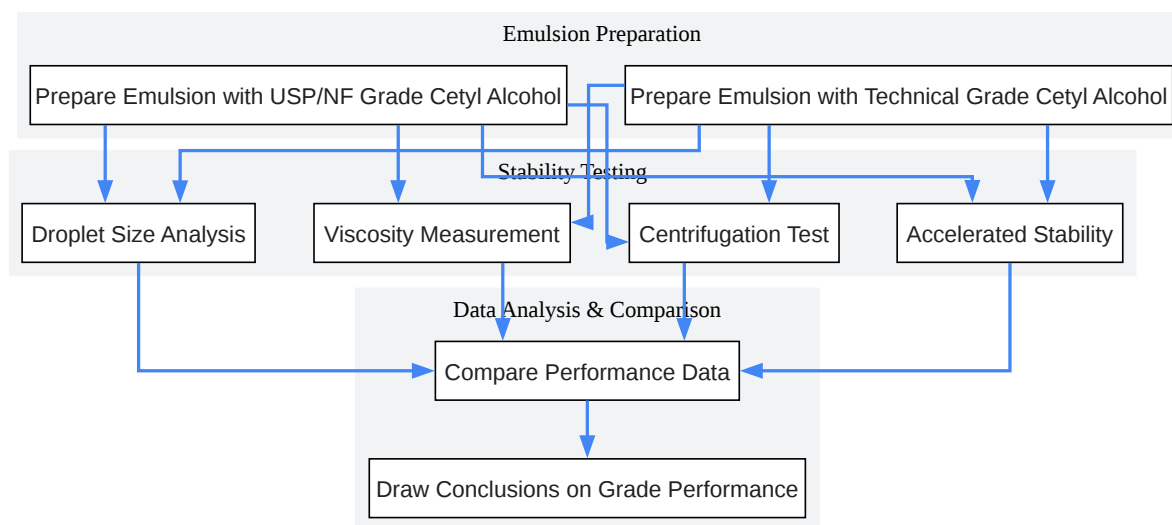 Emulsion Preparation
Prepare Emulsion with USP/NF Grade Cetyl Alcohol
Prepare Emulsion with Technical Grade Cetyl Alcohol
Stability Testing
Droplet Size Analysis
Viscosity Measurement
Centrifugation Test
Accelerated Stability
Data Analysis & Comparison
Compare Performance Data
Draw Conclusions on Grade Performance